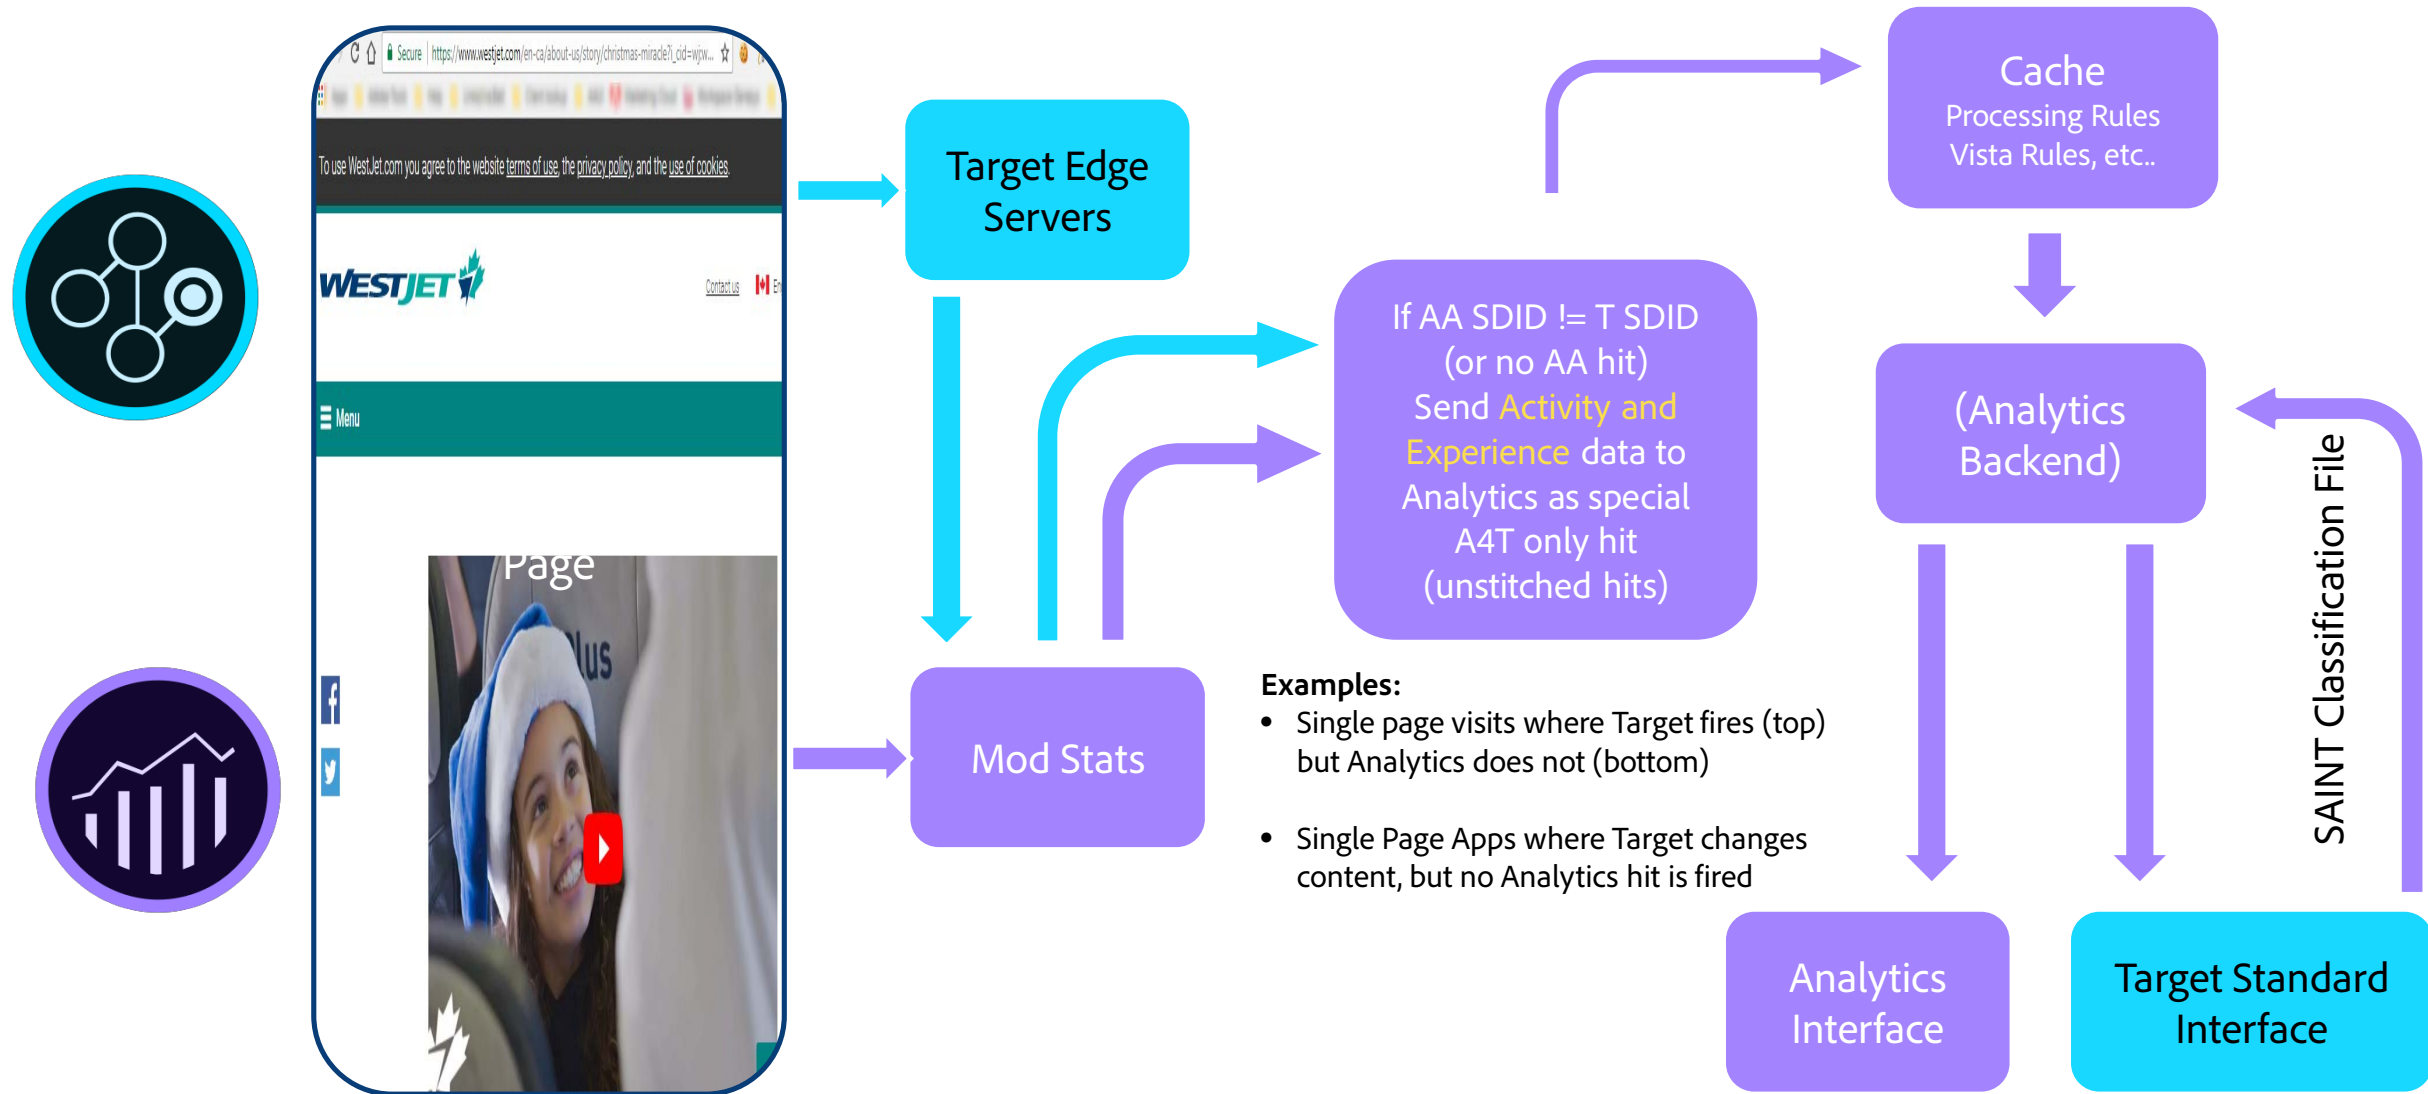 Secure https://www.westjet.com/en-ca/about-us/story/christmas-miracle?i_cid=wjw...
To use WestJet.com you agree to the website terms of use, the privacy policy, and the use of cookies.
WESTJET
Contact us
Menu
Page
Plus
Target Edge
Servers
Mod Stats
If AA SDID != T SDID
(or no AA hit)
Send Activity and
Experience data to
Analytics as special
A4T only hit
(unstitched hits)
Examples:
• Single page visits where Target fires (top)
but Analytics does not (bottom)
• Single Page Apps where Target changes
content, but no Analytics hit is fired
Cache
Processing Rules
Vista Rules, etc..
(Analytics
Backend)
SAINT Classification File
Analytics
Interface
Target Standard
Interface